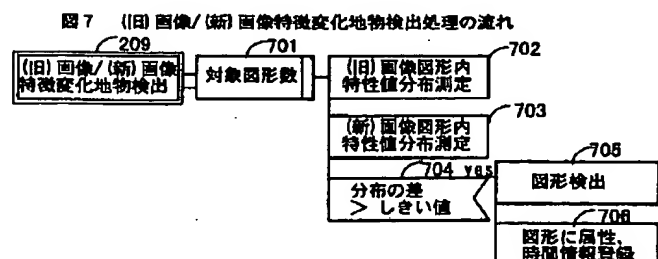 図7 (旧)画像/(新)画像特徴変化地物検出処理の流れ
209
(旧)画像/(新)画像
特徴変化地物検出
701
対象図形数
702
(旧)画像図形内
特性値分布測定
703
(新)画像図形内
特性値分布測定
704
yes
分布の差
> しきい値
705
図形検出
706
図形に属性、
時間情報登録